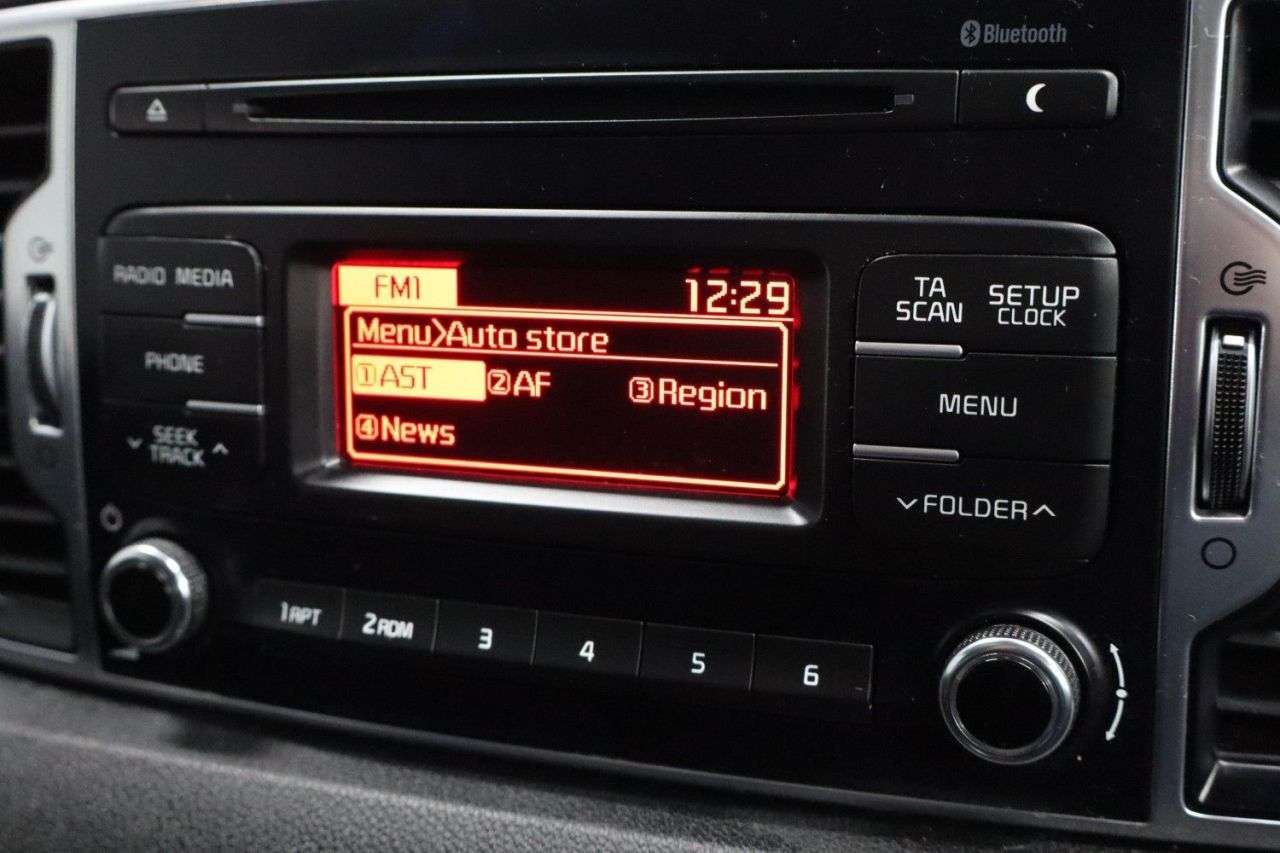 Bluetooth
RADIO MEDIA
PHONE
SEEK
TRACK
FM1 12:29
Menu>Auto store
①AST ②AF ③Region
④News
TA
SCAN
SETUP
CLOCK
MENU
FOLDER
1RPT 2RDM 3 4 5 6